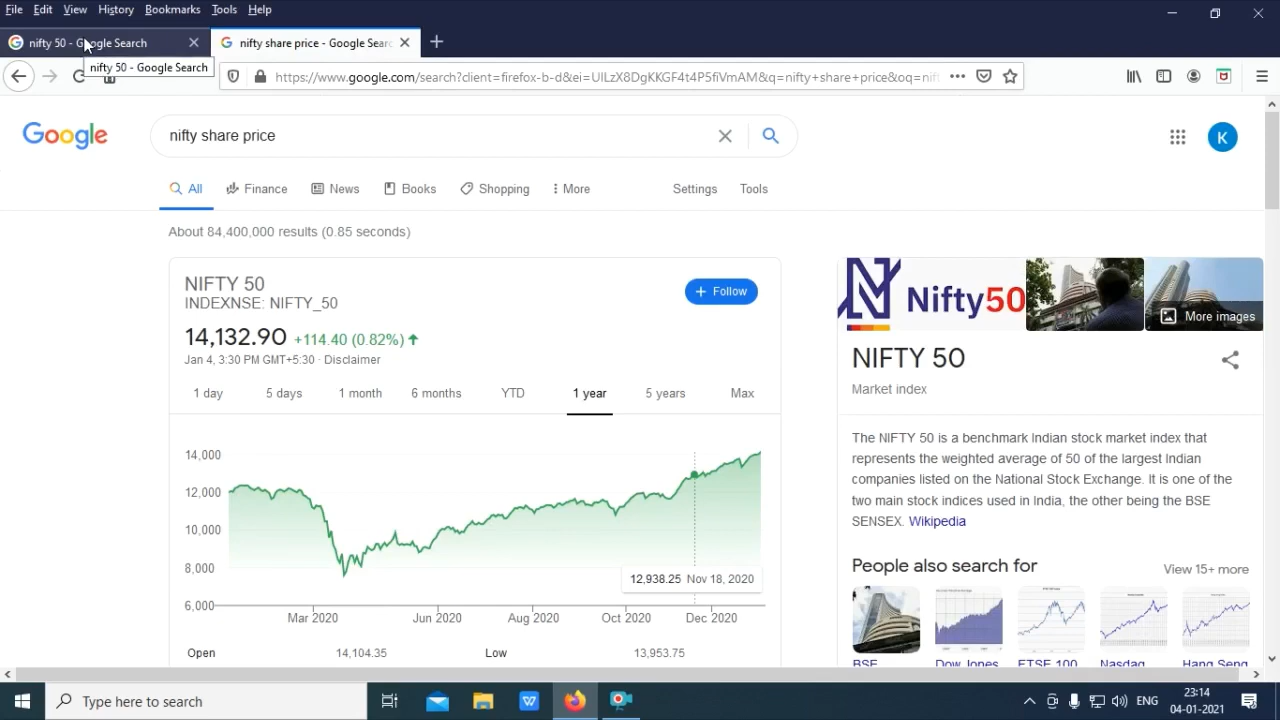 File Edit View History Bookmarks Tools Help
nifty 50 - Google Search
nifty share price - Google Searc
nifty 50 - Google Search
https://www.google.com/search?client=firefox-b-d&ei=
&q=nifty+share+price&oq=nift
Google
nifty share price
K
All Finance News Books Shopping More Settings Tools
About 84,400,000 results (0.85 seconds)
NIFTY 50
INDEXNSE: NIFTY_50
+ Follow
14,132.90 +114.40 (0.82%)
Jan 4, 3:30 PM GMT+5:30 · Disclaimer
1 day 5 days 1 month 6 months YTD 1 year 5 years Max
14,000
12,000
10,000
8,000
6,000
12,938.25 Nov 18, 2020
Mar 2020 Jun 2020 Aug 2020 Oct 2020 Dec 2020
Open 14,104.35 Low 13,953.75
N Nifty50
More images
NIFTY 50
Market index
The NIFTY 50 is a benchmark Indian stock market index that
represents the weighted average of 50 of the largest Indian
companies listed on the National Stock Exchange. It is one of the
two main stock indices used in India, the other being the BSE
SENSEX. Wikipedia
People also search for View 15+ more
BSE Dow Jones FTSE 100 Nasdaq Hang Seng
Type here to search
W
ENG
23:14
04-01-2021